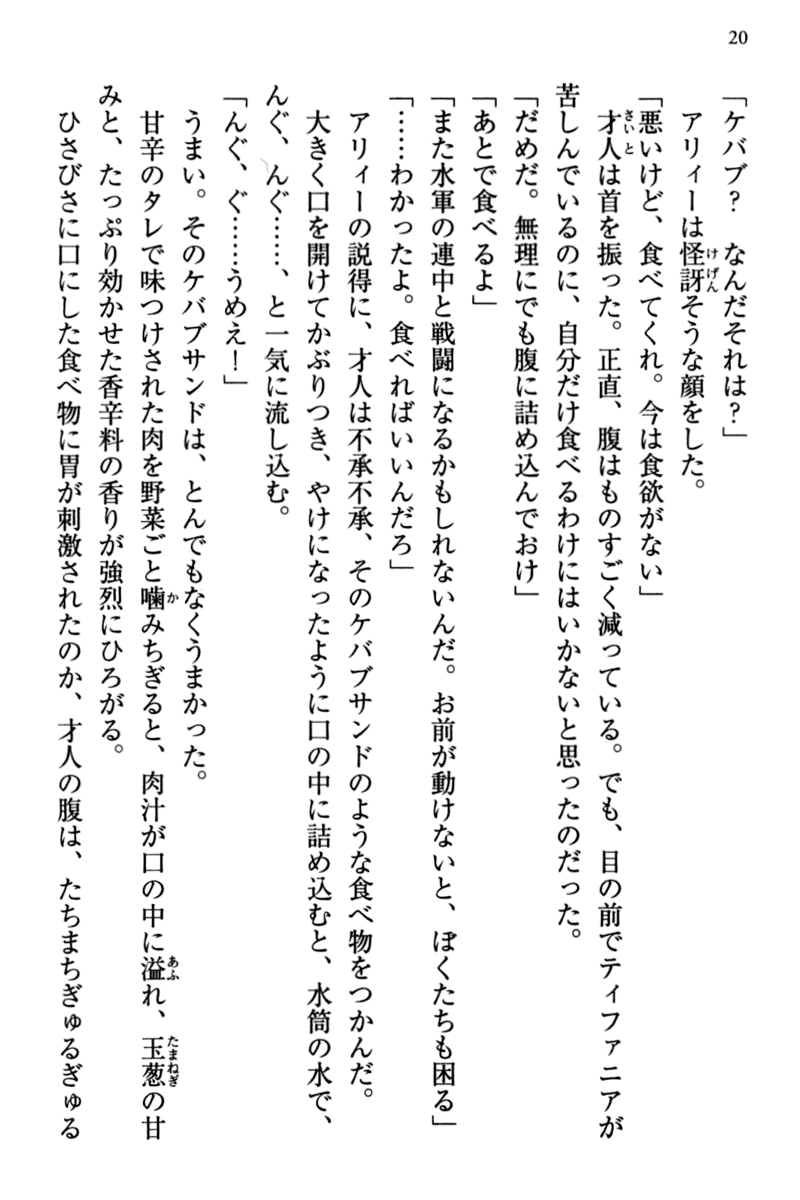 20
「ケバブ？　なんだそれは？」
　アリィーは怪訝そうな顔をした。
「悪いけど、食べてくれ。今は食欲がない」
　才人は首を振った。正直、腹はものすごく減っている。でも、目の前でティファニアが
苦しんでいるのに、自分だけ食べるわけにはいかないと思ったのだった。
「だめだ。無理にでも腹に詰め込んでおけ」
「あとで食べるよ」
「また水軍の連中と戦闘になるかもしれないんだ。お前が動けないと、ぼくたちも困る」
「……わかったよ。食べればいいんだろ」
　アリィーの説得に、才人は不承不承、そのケバブサンドのような食べ物をつかんだ。
　大きく口を開けてかぶりつき、やけになったように口の中に詰め込むと、水筒の水で、
んぐ、んぐ……、と一気に流し込む。
「んぐ、ぐ……うめえ！」
　うまい。そのケバブサンドは、とんでもなくうまかった。
　甘辛のタレで味つけされた肉を野菜ごと噛みちぎると、肉汁が口の中に溢れ、玉葱の甘
みと、たっぷり効かせた香辛料の香りが強烈にひろがる。
　ひさびさに口にした食べ物に胃が刺激されたのか、才人の腹は、たちまちぎゅるぎゅる